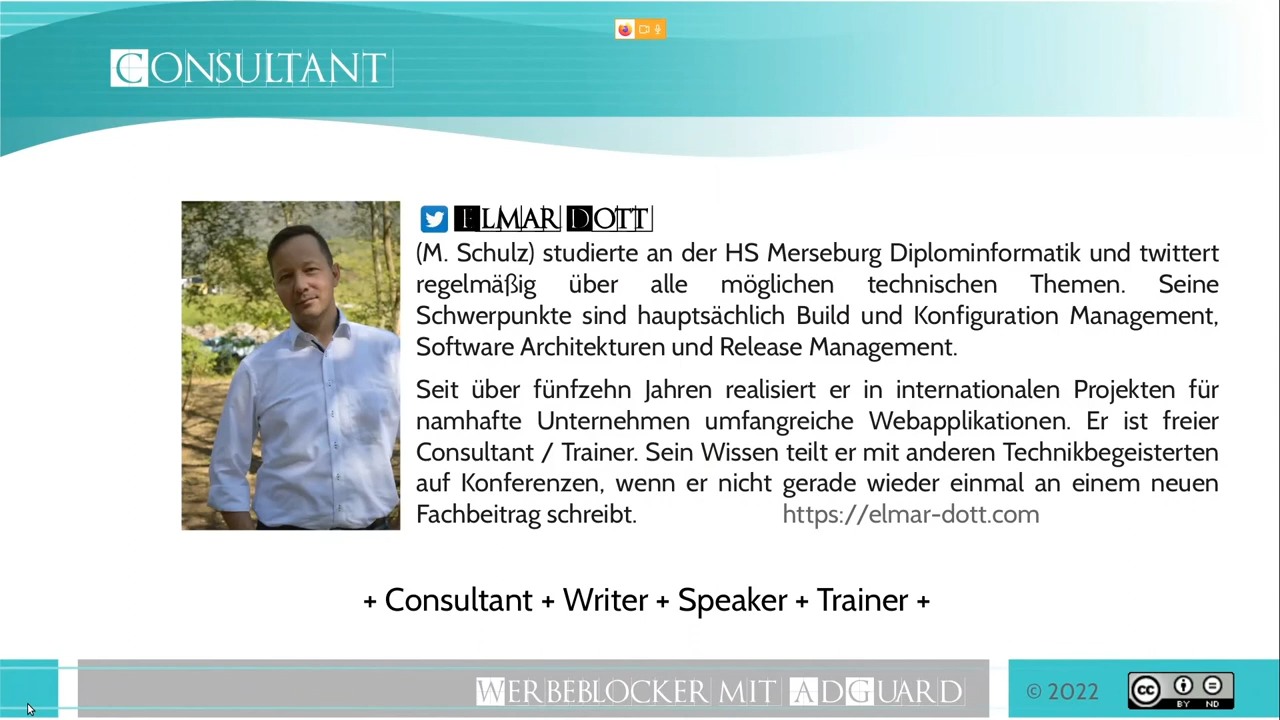 CONSULTANT
ELMAR DOTT
(M. Schulz) studierte an der HS Merseburg Diplominformatik und twittert
regelmäßig über alle möglichen technischen Themen. Seine
Schwerpunkte sind hauptsächlich Build und Konfiguration Management,
Software Architekturen und Release Management.
Seit über fünfzehn Jahren realisiert er in internationalen Projekten für
namhafte Unternehmen umfangreiche Webapplikationen. Er ist freier
Consultant / Trainer. Sein Wissen teilt er mit anderen Technikbegeisterten
auf Konferenzen, wenn er nicht gerade wieder einmal an einem neuen
Fachbeitrag schreibt. https://elmar-dott.com
+ Consultant + Writer + Speaker + Trainer +
WERBEBLOCKER MIT ADGUARD
© 2022
cc BY ND